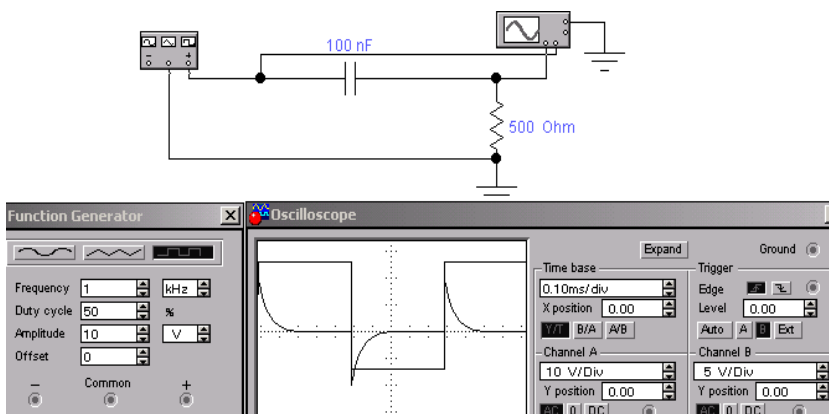 100 nF
500 Ohm
- +
Function Generator X
Oscilloscope
Expand
Ground
Time base
Trigger
Frequency 1 kHz
0.10ms/div
Edge
Duty cycle 50 %
X position 0.00
Level 0.00
Amplitude 10 V
Y/T B/A A/B
Auto A B Ext
Offset 0
Channel A
Channel B
10 V/Div
5 V/Div
- Common +
Y position 0.00
Y position 0.00
AC 0 DC
AC 0 DC